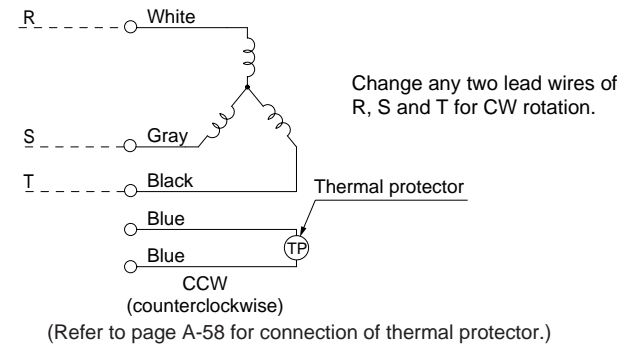 R
White
Change any two lead wires of
R, S and T for CW rotation.
S
Gray
T
Black
Thermal protector
Blue
TP
Blue
CCW
(counterclockwise)
(Refer to page A-58 for connection of thermal protector.)